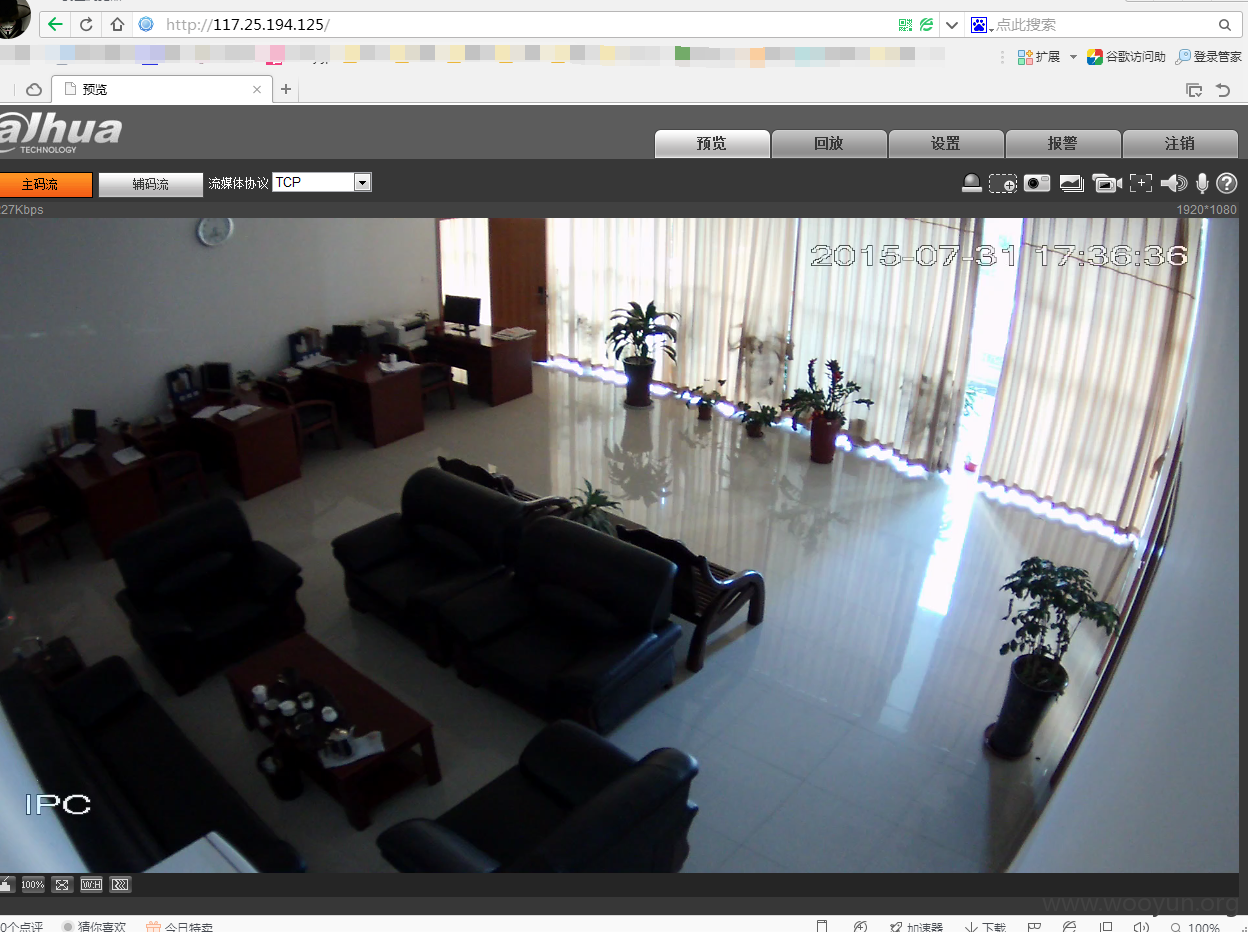 http://117.25.194.125/
点此搜索
扩展
谷歌访问助
登录管家
预览
alhua
TECHNOLOGY
预览
回放
设置
报警
注销
主码流
辅码流
流媒体协议
TCP
27Kbps
1920*1080
2015-07-31 17:36:36
IPC
100%
W:H
www.wooyun.org
0个点评
猜你喜欢
今日特卖
加速器
下载
100%